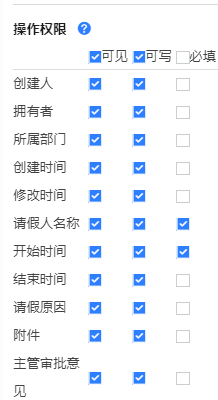 操作权限
可见 可写 必填
创建人
拥有者
所属部门
创建时间
修改时间
请假人名称
开始时间
结束时间
请假原因
附件
主管审批意
见